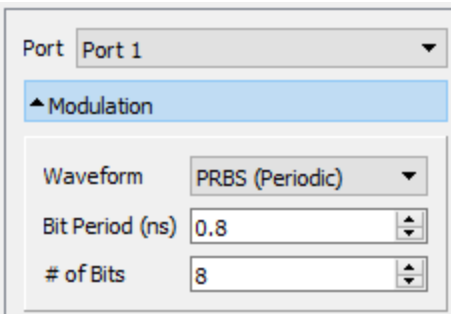 Port Port 1
Modulation
Waveform PRBS (Periodic)
Bit Period (ns) 0.8
# of Bits 8